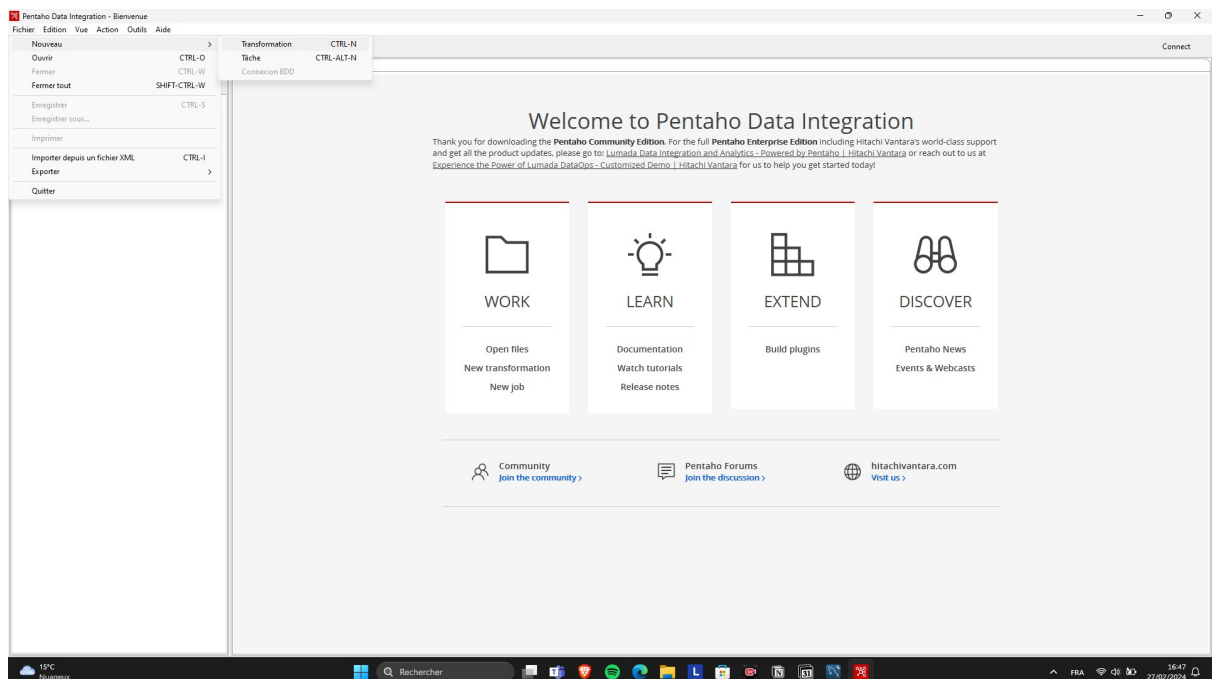 Pentaho Data Integration - Bienvenue
Fichier Edition Vue Action Outils Aide
Connect
Nouveau >
Ouvrir CTRL-O
Fermer CTRL-W
Fermer tout SHIFT-CTRL-W
Enregistrer CTRL-S
Enregistrer sous...
Imprimer
Importer depuis un fichier XML CTRL-I
Exporter >
Quitter
Transformation CTRL-N
Tâche CTRL-ALT-N
Connexion BDD
Welcome to Pentaho Data Integration
Thank you for downloading the Pentaho Community Edition. For the full Pentaho Enterprise Edition including Hitachi Vantara's world-class support
and get all the product updates, please go to: Lumada Data Integration and Analytics - Powered by Pentaho | Hitachi Vantara or reach out to us at
Experience the Power of Lumada DataOps - Customized Demo | Hitachi Vantara for us to help you get started today!
WORK
Open files
New transformation
New job
LEARN
Documentation
Watch tutorials
Release notes
EXTEND
Build plugins
DISCOVER
Pentaho News
Events & Webcasts
Community
Join the community >
Pentaho Forums
Join the discussion >
hitachivantara.com
Visit us >
15°C
Nuageux
Rechercher
L
31
FRA
16:47
27/02/2024